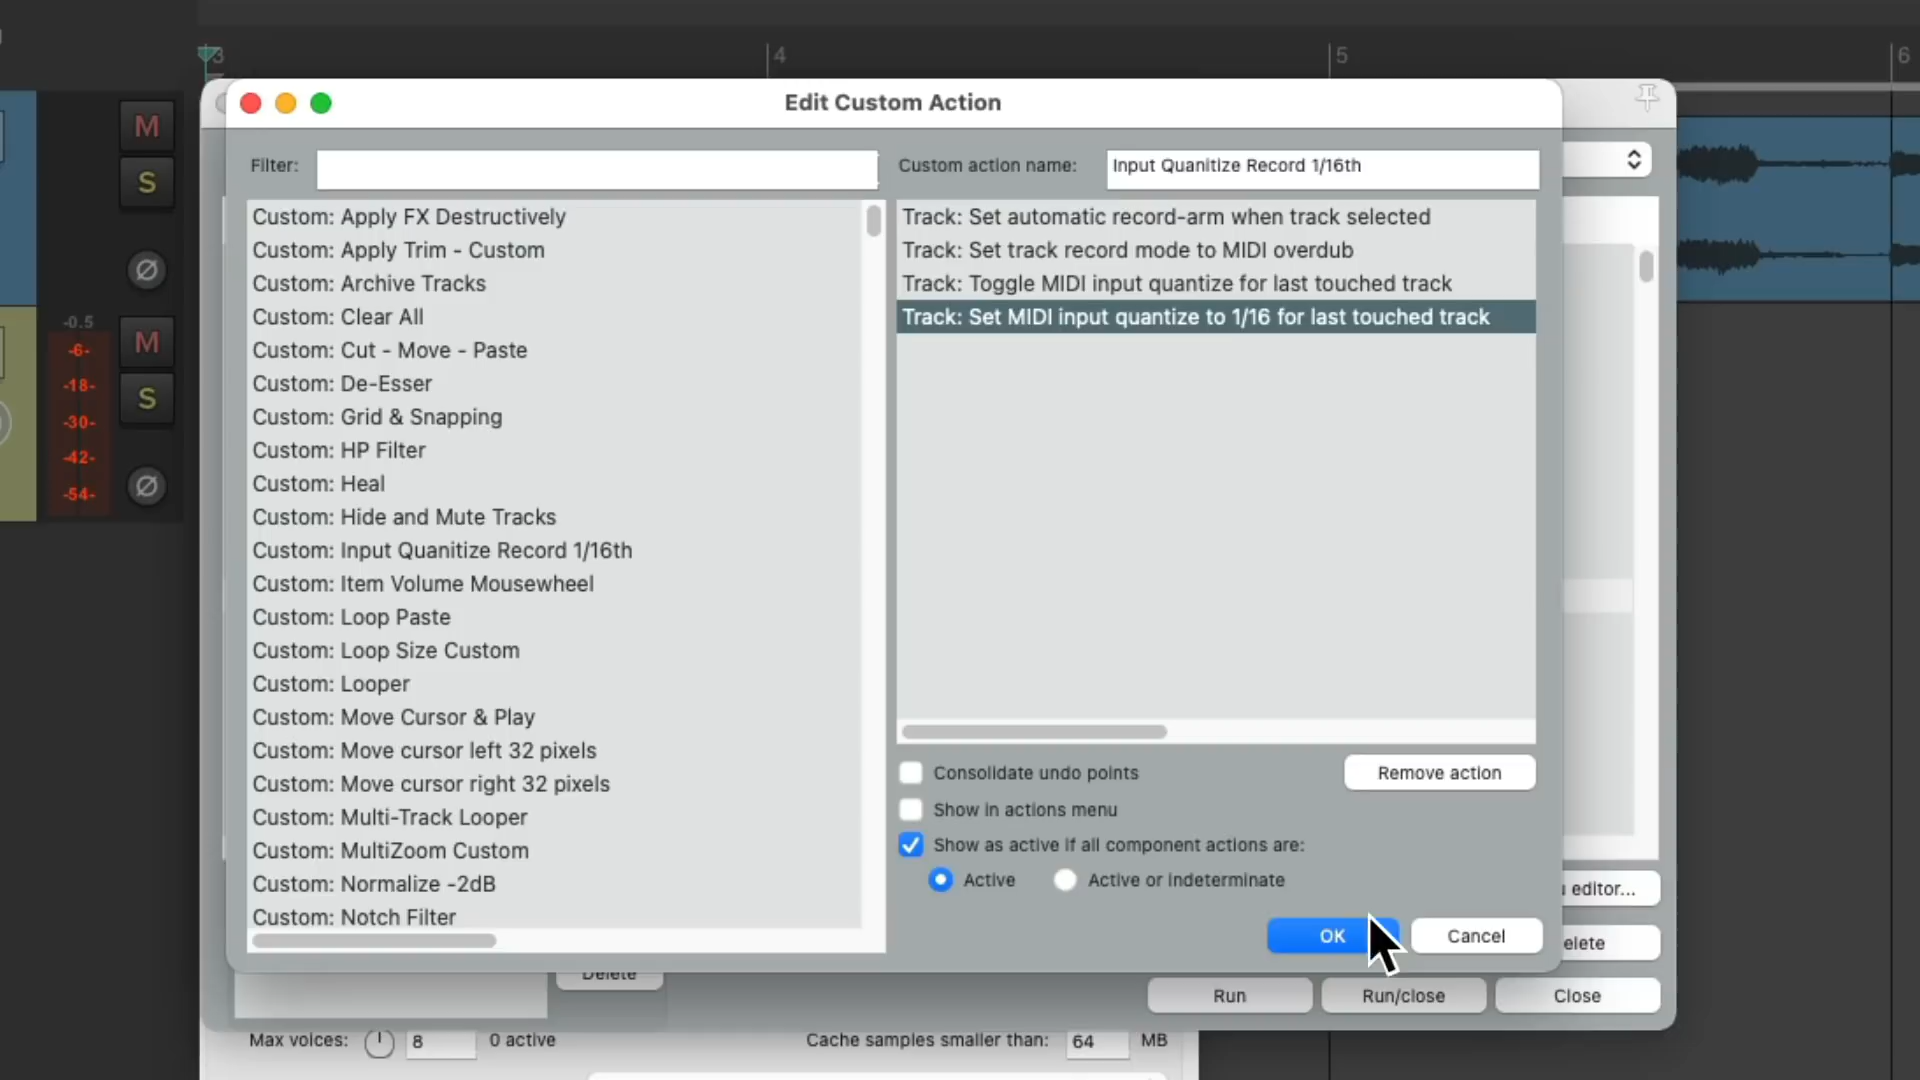 3
4
5
6
Edit Custom Action
M
S
Filter:
Custom action name:
Input Quanitize Record 1/16th
Custom: Apply FX Destructively
Custom: Apply Trim - Custom
Custom: Archive Tracks
Custom: Clear All
Custom: Cut - Move - Paste
Custom: De-Esser
Custom: Grid & Snapping
Custom: HP Filter
Custom: Heal
Custom: Hide and Mute Tracks
Custom: Input Quanitize Record 1/16th
Custom: Item Volume Mousewheel
Custom: Loop Paste
Custom: Loop Size Custom
Custom: Looper
Custom: Move Cursor & Play
Custom: Move cursor left 32 pixels
Custom: Move cursor right 32 pixels
Custom: Multi-Track Looper
Custom: MultiZoom Custom
Custom: Normalize -2dB
Custom: Notch Filter
Track: Set automatic record-arm when track selected
Track: Set track record mode to MIDI overdub
Track: Toggle MIDI input quantize for last touched track
Track: Set MIDI input quantize to 1/16 for last touched track
-0.5
-6-
-18-
-30-
-42-
-54-
M
S
Consolidate undo points
Remove action
Show in actions menu
Show as active if all component actions are:
Active
Active or indeterminate
OK
Cancel
u editor...
elete
Delete
Run
Run/close
Close
Max voices:
8
0 active
Cache samples smaller than:
64
MB